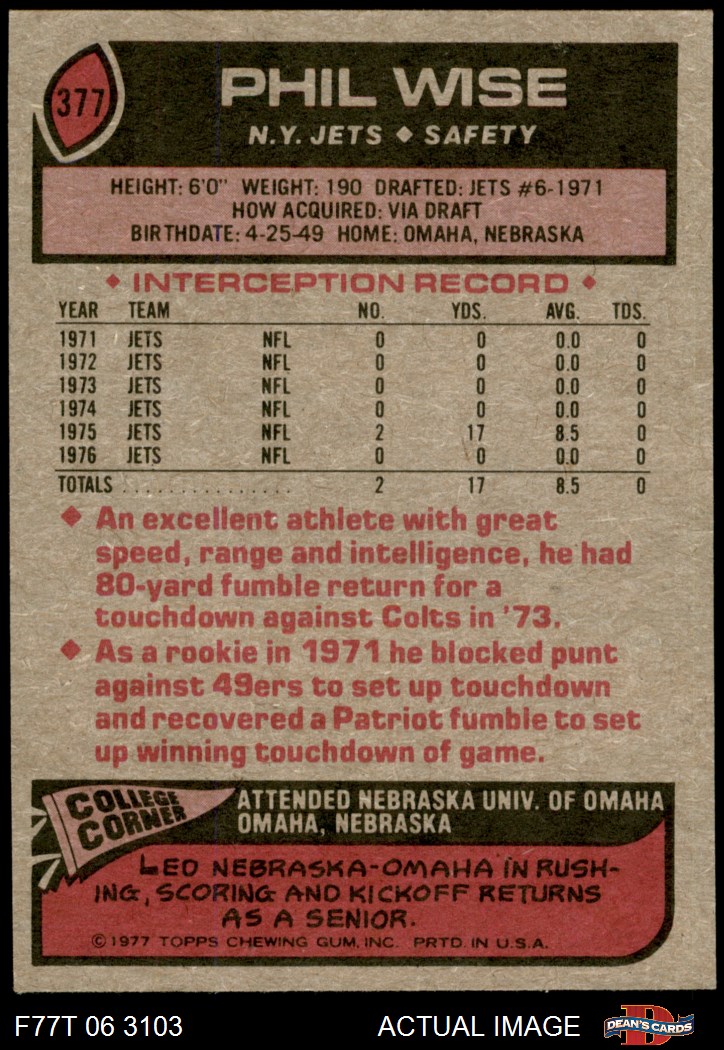 377
PHIL WISE
N.Y. JETS ◆ SAFETY
HEIGHT: 6'0" WEIGHT: 190 DRAFTED: JETS #6-1971
HOW ACQUIRED: VIA DRAFT
BIRTHDATE: 4-25-49 HOME: OMAHA, NEBRASKA
◆ INTERCEPTION RECORD ◆
YEAR TEAM NO. YDS. AVG. TDS.
1971 JETS NFL 0 0 0.0 0
1972 JETS NFL 0 0 0.0 0
1973 JETS NFL 0 0 0.0 0
1974 JETS NFL 0 0 0.0 0
1975 JETS NFL 2 17 8.5 0
1976 JETS NFL 0 0 0.0 0
TOTALS ................ 2 17 8.5 0
◆ An excellent athlete with great
speed, range and intelligence, he had
80-yard fumble return for a
touchdown against Colts in '73.
◆ As a rookie in 1971 he blocked punt
against 49ers to set up touchdown
and recovered a Patriot fumble to set
up winning touchdown of game.
COLLEGE
CORNER
ATTENDED NEBRASKA UNIV. OF OMAHA
OMAHA, NEBRASKA
LED NEBRASKA-OMAHA IN RUSH-
ING, SCORING AND KICKOFF RETURNS
AS A SENIOR.
© 1977 TOPPS CHEWING GUM, INC. PRTD. IN U.S.A.
F77T 06 3103 ACTUAL IMAGE
D
DEAN'S CARDS